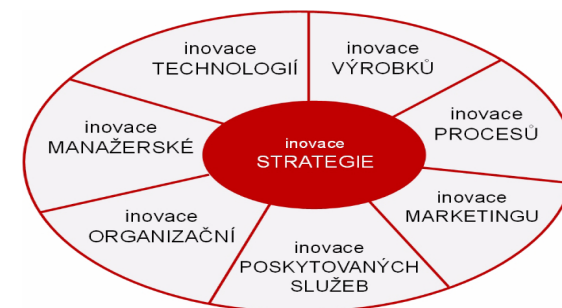 inovace
TECHNOLOGIÍ
inovace
VÝROBKŮ
inovace
PROCESŮ
inovace
MARKETINGU
inovace
POSKYTOVANÝCH
SLUŽEB
inovace
ORGANIZAČNÍ
inovace
MANAŽERSKÉ
inovace
STRATEGIE